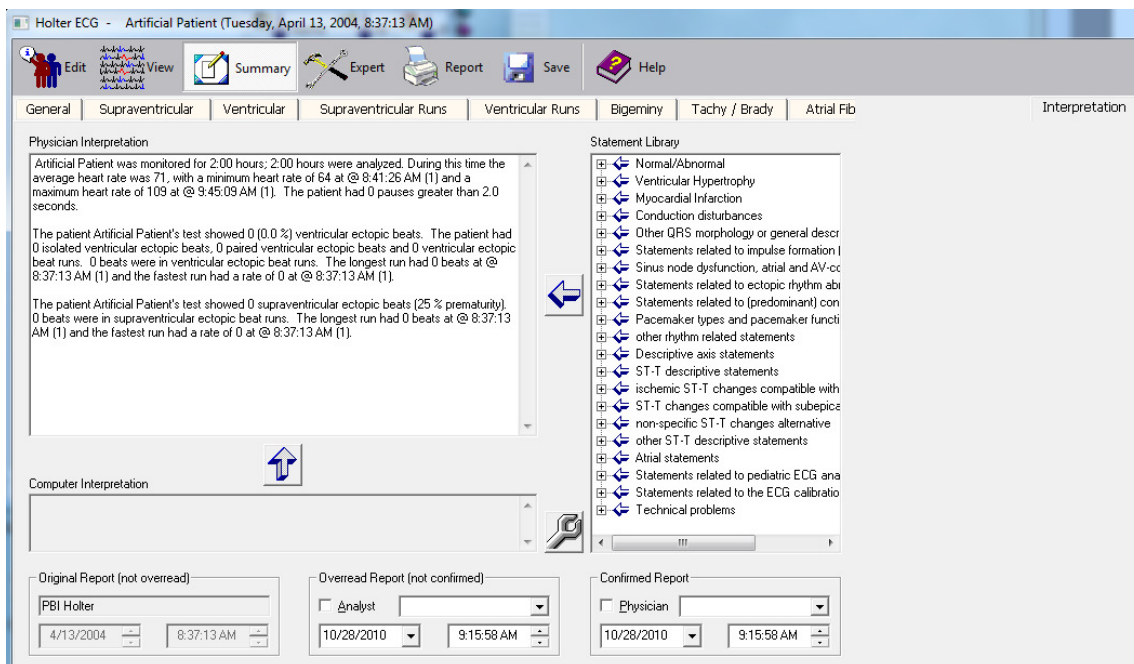 Holter ECG - Artificial Patient (Tuesday, April 13, 2004, 8:37:13 AM)
Edit View Summary Expert Report Save Help
General Supraventricular Ventricular Supraventricular Runs Ventricular Runs Bigeminy Tachy / Brady Atrial Fib Interpretation
Physician Interpretation
Artificial Patient was monitored for 2:00 hours; 2:00 hours were analyzed. During this time the
average heart rate was 71, with a minimum heart rate of 64 at @ 8:41:26 AM (1) and a
maximum heart rate of 109 at @ 9:45:09 AM (1). The patient had 0 pauses greater than 2.0
seconds.
The patient Artificial Patient's test showed 0 (0.0 %) ventricular ectopic beats. The patient had
0 isolated ventricular ectopic beats, 0 paired ventricular ectopic beats and 0 ventricular ectopic
beat runs. 0 beats were in ventricular ectopic beat runs. The longest run had 0 beats at @
8:37:13 AM (1) and the fastest run had a rate of 0 at @ 8:37:13 AM (1).
The patient Artificial Patient's test showed 0 supraventricular ectopic beats (25 % prematurity).
0 beats were in supraventricular ectopic beat runs. The longest run had 0 beats at @ 8:37:13
AM (1) and the fastest run had a rate of 0 at @ 8:37:13 AM (1).
Statement Library
Normal/Abnormal
Ventricular Hypertrophy
Myocardial Infarction
Conduction disturbances
Other QRS morphology or general descr
Statements related to impulse formation (
Sinus node dysfunction, atrial and AV-cc
Statements related to ectopic rhythm abn
Statements related to (predominant) con
Pacemaker types and pacemaker functi
other rhythm related statements
Descriptive axis statements
ST-T descriptive statements
ischemic ST-T changes compatible with
ST-T changes compatible with subepica
non-specific ST-T changes alternative
other ST-T descriptive statements
Atrial statements
Statements related to pediatric ECG ana
Statements related to the ECG calibratio
Technical problems
Computer Interpretation
Original Report (not overread)
PBI Holter
4/13/2004 8:37:13 AM
Overread Report (not confirmed)
Analyst
10/28/2010 9:15:58 AM
Confirmed Report
Physician
10/28/2010 9:15:58 AM